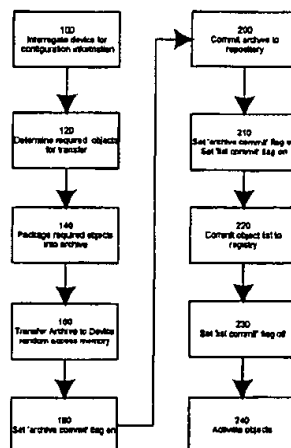 100
Interrogate device for
configuration information
120
Determine required objects
for transfer
140
Package required objects
into archive
160
Transfer Archive to Device
random access memory
180
Set 'archive commit' flag on
200
Commit archive to
repository
210
Set 'archive commit' flag
Set 'list commit' flag on
220
Commit object list to
registry
230
Set 'list commit' flag off
240
Activate objects